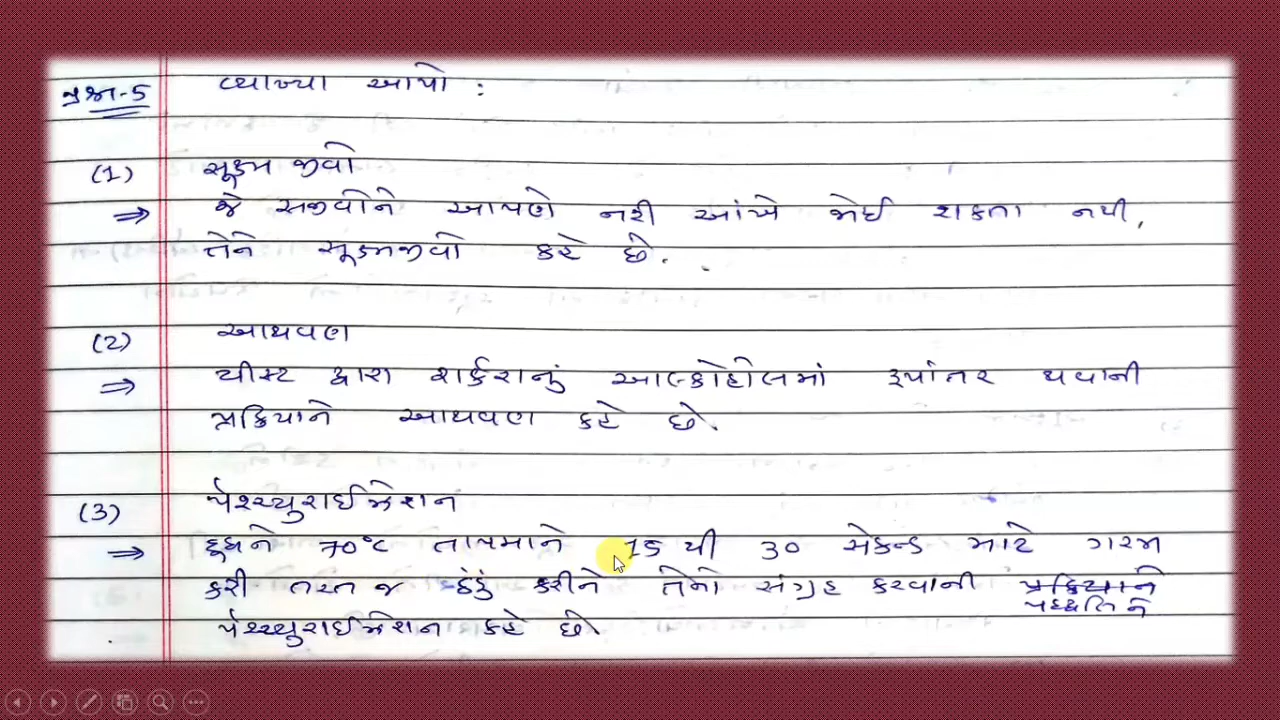 પ્રશ્ન-5 વ્યાખ્યા આપો :
(1) સૂક્ષ્મ જીવો
⇒ જે સજીવોને આપણે નરી આંખે જોઈ શકતા નથી,
તેને સૂક્ષ્મજીવો કહે છે.
(2) આથવણ
⇒ યીસ્ટ દ્વારા શર્કરાનું આલ્કોહોલમાં રૂપાંતર થવાની
પ્રક્રિયાને આથવણ કહે છે.
(3) પેશ્ચ્યુરાઈઝેશન
⇒ દૂધને 70°C તાપમાને 15 થી 30 સેકન્ડ માટે ગરમ
કરી તરત જ ઠંડું કરીને તેનો સંગ્રહ કરવાની પ્રક્રિયાને
પધ્ધતિ ને
પેશ્ચ્યુરાઈઝેશન કહે છે.